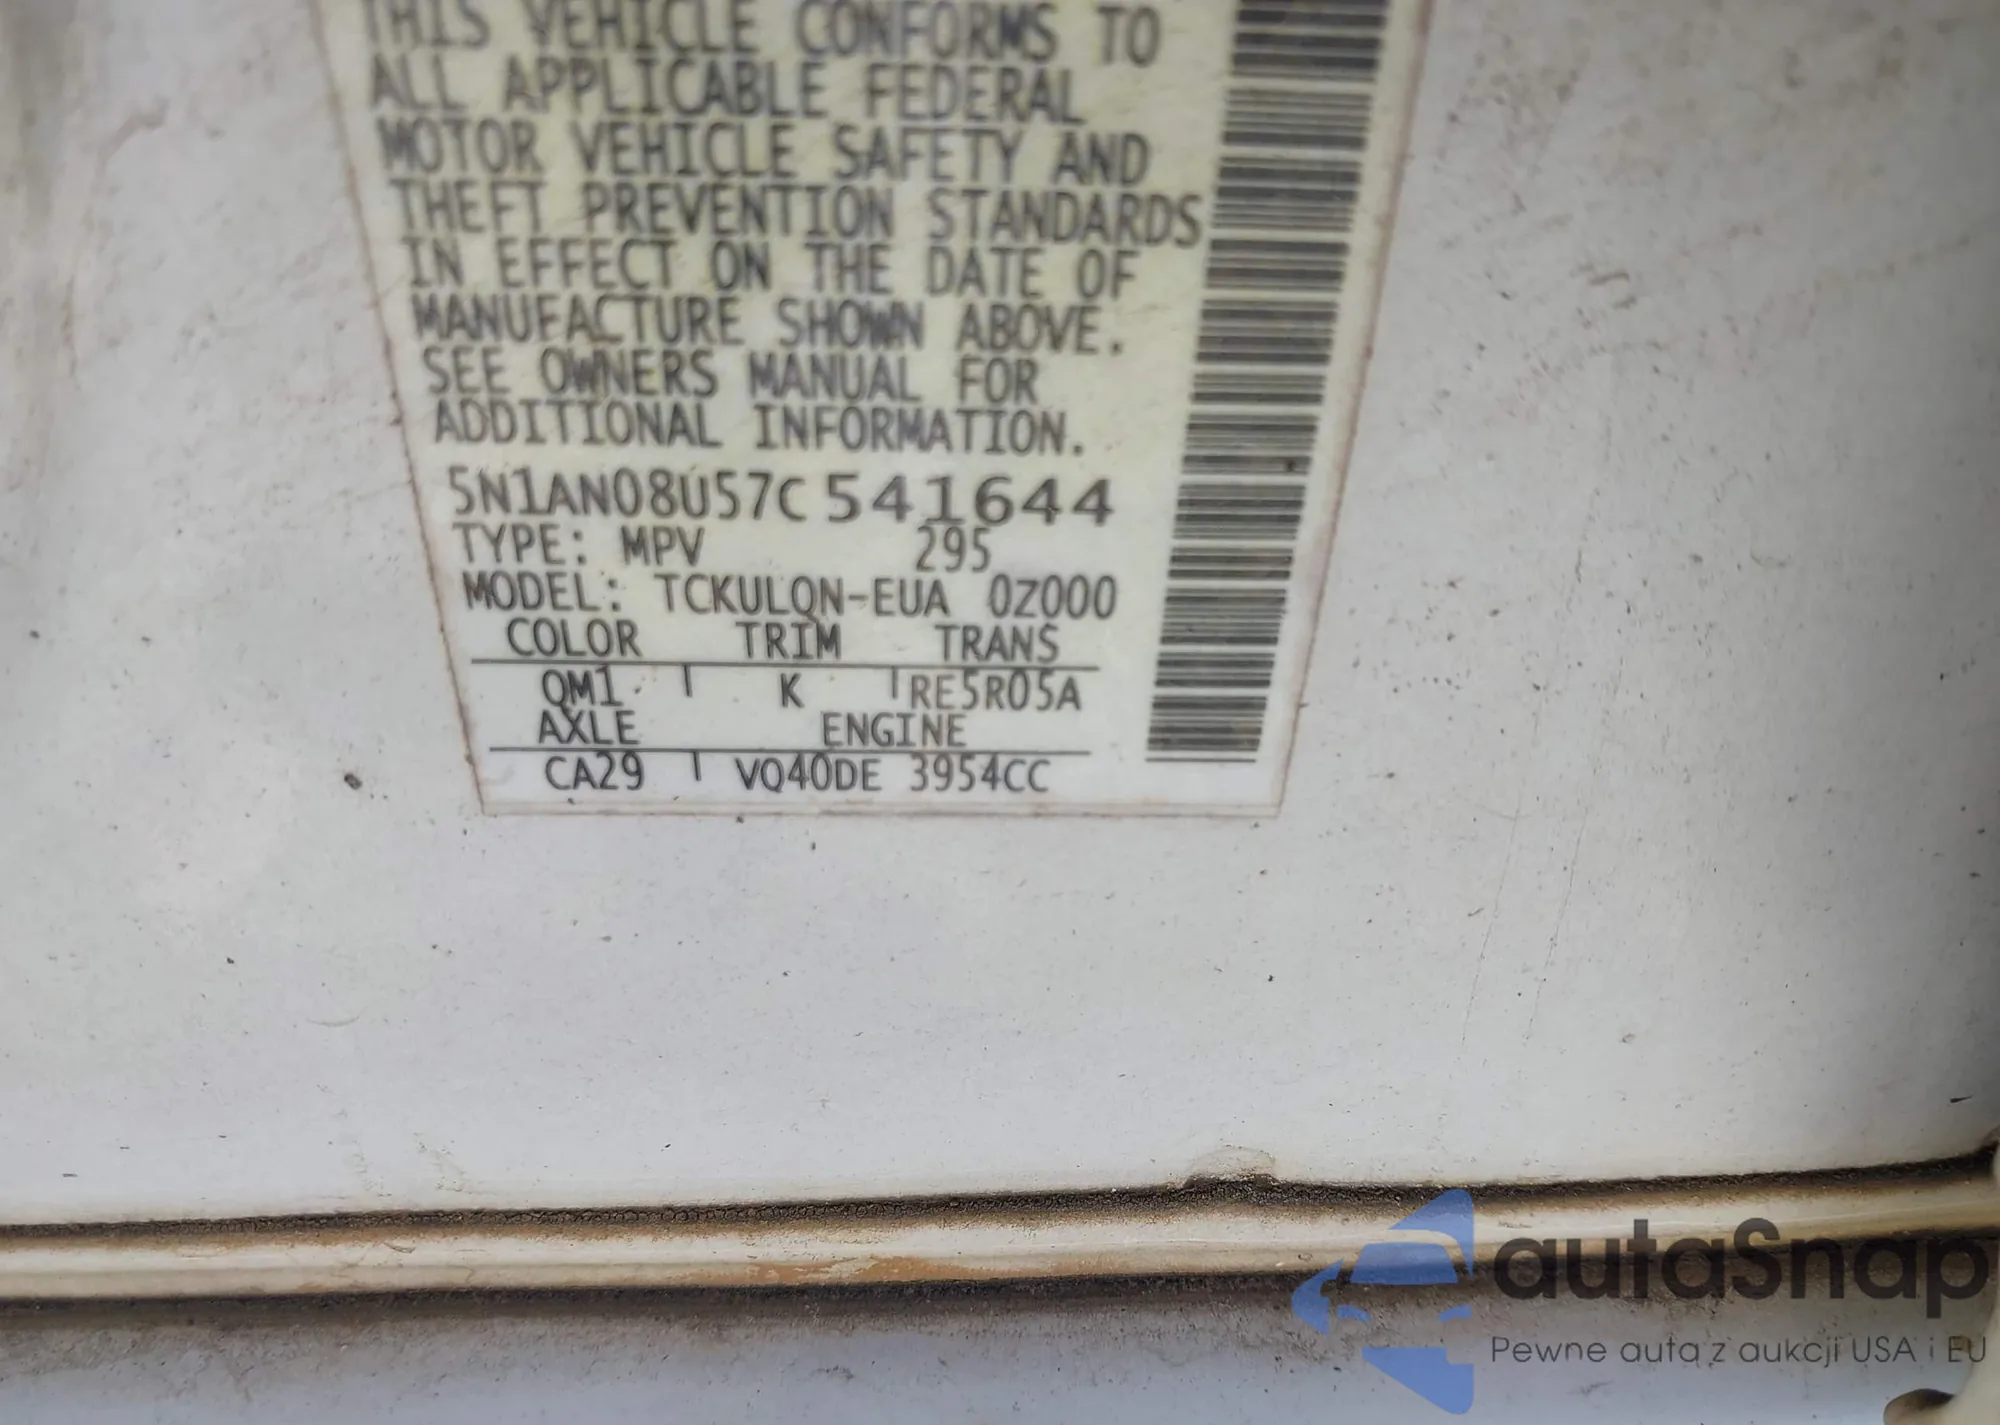 THIS VEHICLE CONFORMS TO
ALL APPLICABLE FEDERAL
MOTOR VEHICLE SAFETY AND
THEFT PREVENTION STANDARDS
IN EFFECT ON THE DATE OF
MANUFACTURE SHOWN ABOVE.
SEE OWNERS MANUAL FOR
ADDITIONAL INFORMATION.
5N1AN08U57C541644
TYPE: MPV 295
MODEL: TCKULQN-EUA 0Z000
COLOR TRIM TRANS
QM1 K RE5R05A
AXLE ENGINE
CA29 VQ40DE 3954CC
autaSnap
Pewne auta z aukcji USA i EU